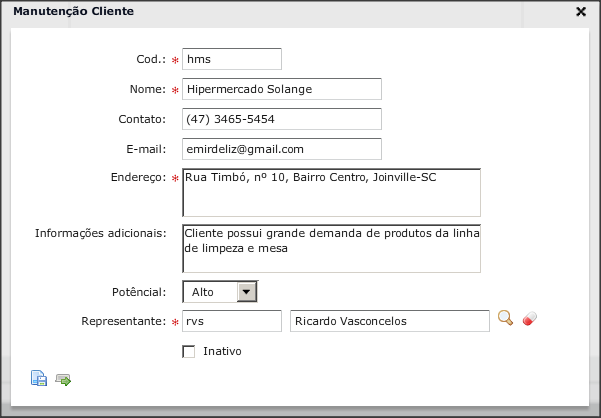 Manutenção Cliente
Cod.: * hms
Nome: * Hipermercado Solange
Contato: (47) 3465-5454
E-mail: emirdeliz@gmail.com
Endereço: * Rua Timbó, nº 10, Bairro Centro, Joinville-SC
Informações adicionais: Cliente possui grande demanda de produtos da linha
de limpeza e mesa
Potêncial: Alto
Representante: * rvs Ricardo Vasconcelos
Inativo